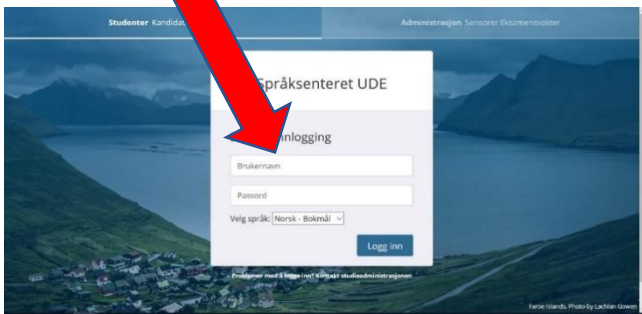 Studenter Kandidat
Administrasjon Sensorer Eksamensvakter
Språksenteret UDE
innlogging
Brukernavn
Passord
Velg språk: Norsk - Bokmål
Logg inn
Problemer med å logge inn? Kontakt studieadministrasjonen
Faroe Islands. Photo by Lachlan Gowen